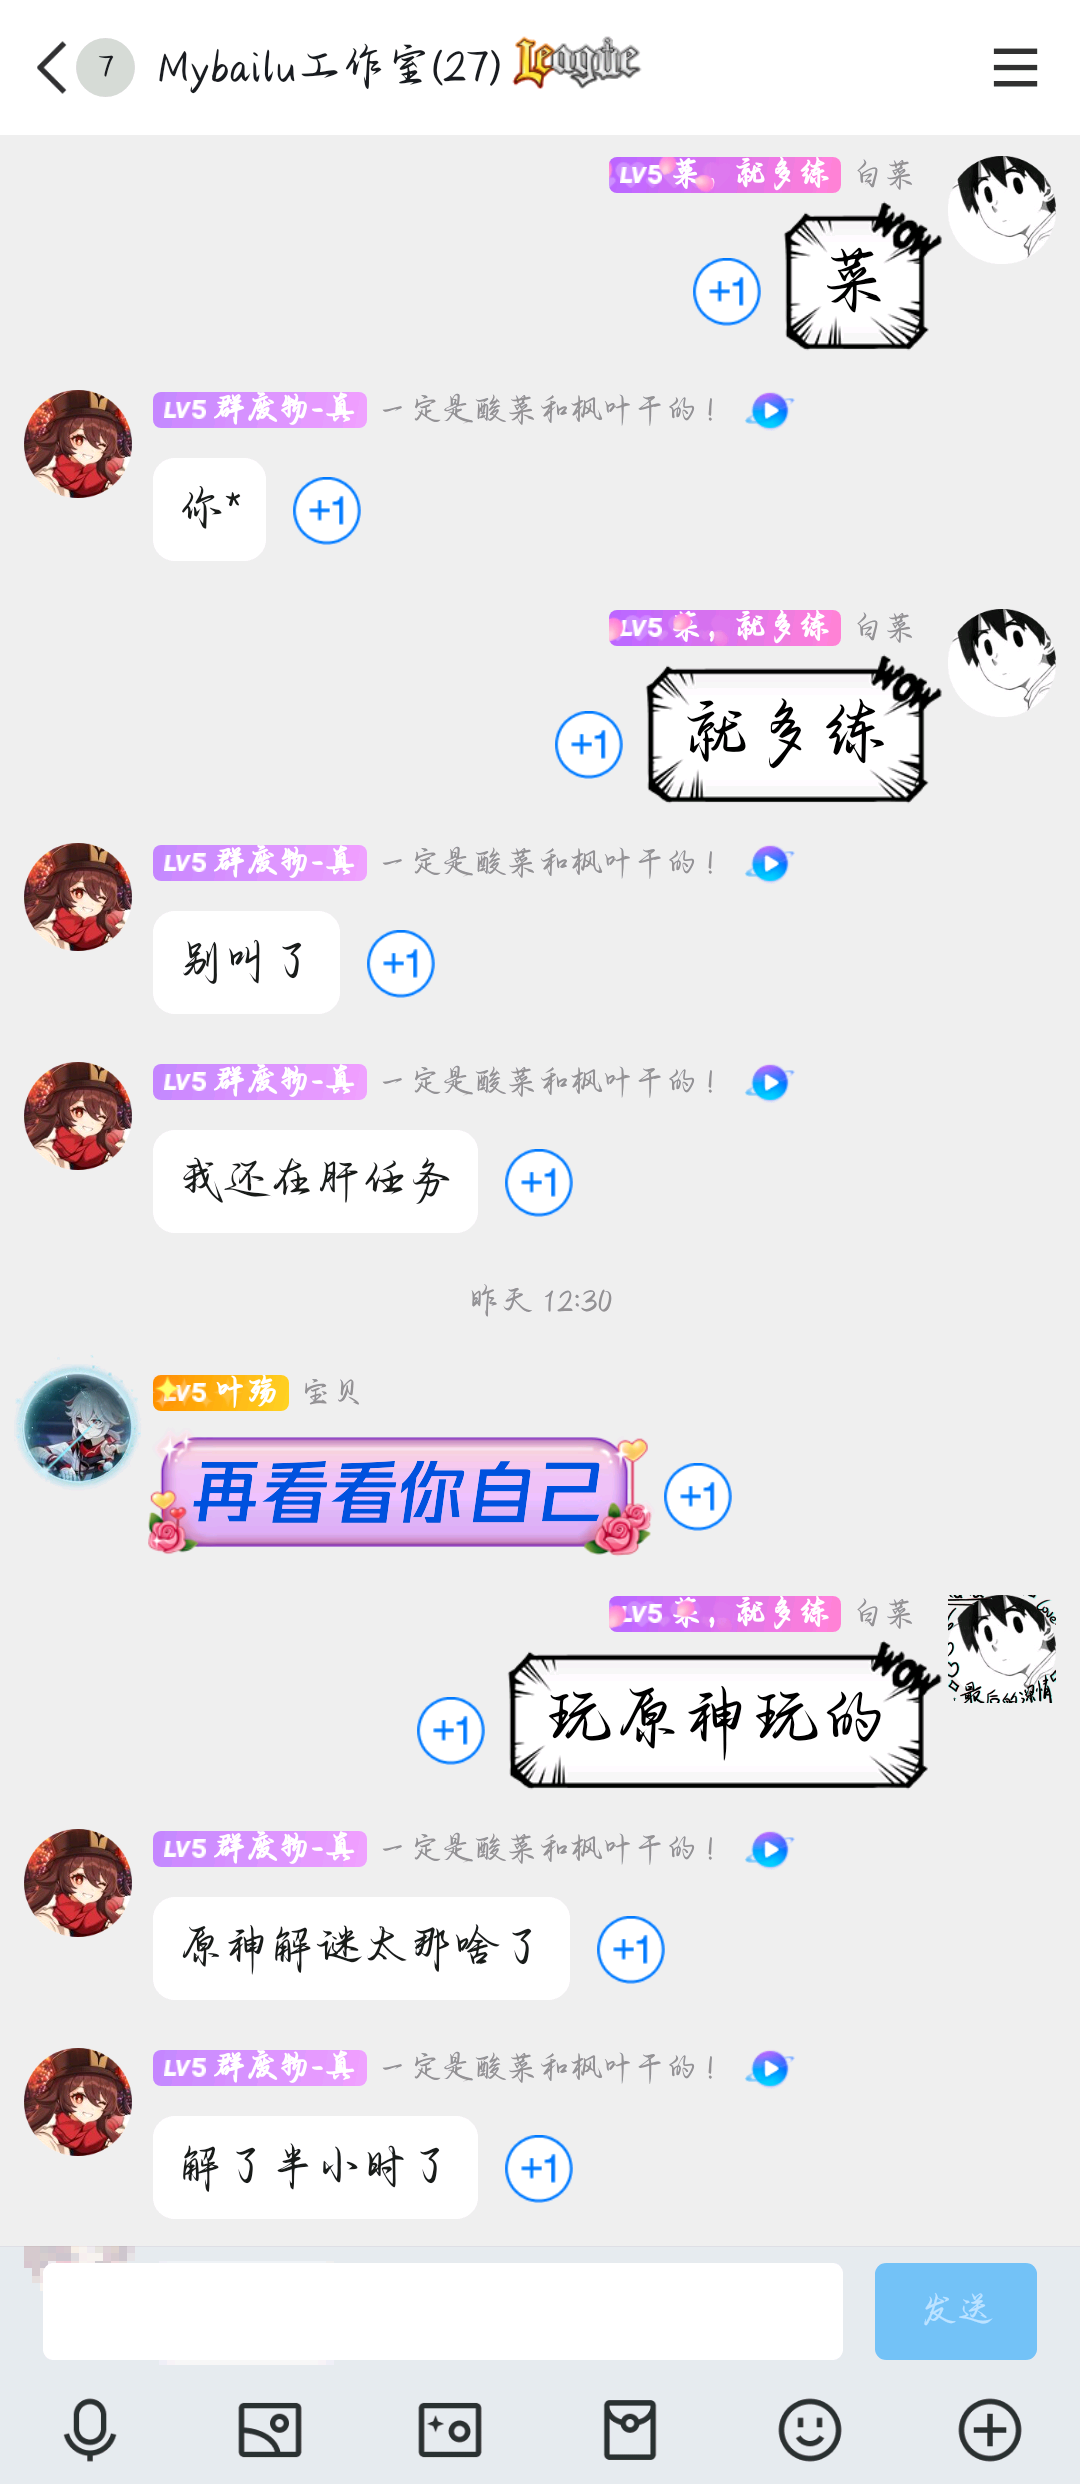 7 Mybailu工作室(27) League
LV5 菜，就多练 白菜
WOW
菜
+1
LV5 群废物-真 一定是酸菜和枫叶干的！
你*
+1
LV5 菜，就多练 白菜
WOW
就多练
+1
LV5 群废物-真 一定是酸菜和枫叶干的！
别叫了
+1
LV5 群废物-真 一定是酸菜和枫叶干的！
我还在肝任务
+1
昨天 12:30
LV5 叶殇 宝贝
再看看你自己
+1
LV5 菜，就多练 白菜
WOW
玩原神玩的
+1
最后的深情
LV5 群废物-真 一定是酸菜和枫叶干的！
原神解谜太那啥了
+1
LV5 群废物-真 一定是酸菜和枫叶干的！
解了半小时了
+1
发送